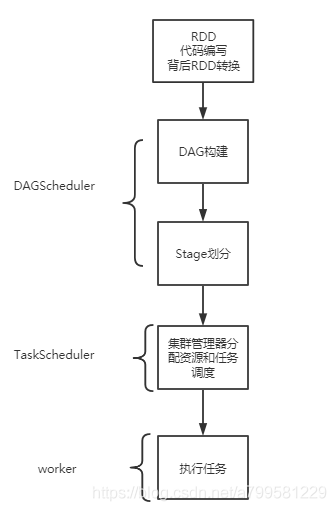 RDD
代码编写
背后RDD转换
DAG构建
DAGScheduler
Stage划分
集群管理器分
配资源和任务
调度
TaskScheduler
worker
执行任务
https://blog.csdn.net/a799581229